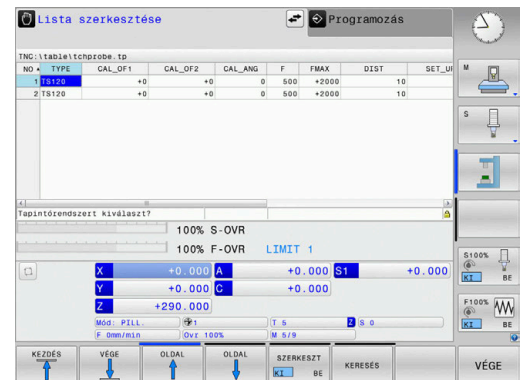 Lista szerkesztése
Programozás
TNC:\table\tchprobe.tp
NO TYPE CAL_OF1 CAL_OF2 CAL_ANG F FMAX DIST SET_U
1 TS120 +0 +0 0 500 +2000 10
2 TS120 +0 +0 0 500 +2000 10
Tapintórendszert kiválaszt?
100% S-OVR
100% F-OVR LIMIT 1
X +0.000 A +0.000 S1 +0.000
Y +0.000 C +0.000
Z +290.000
Mód: PILL. 1 T 5 Z S 0
F 0mm/min Ovr 100% M 5/9
M
S
S100%
KI BE
F100%
KI BE
KEZDÉS VÉGE OLDAL OLDAL SZERKESZT KI BE KERESÉS VÉGE